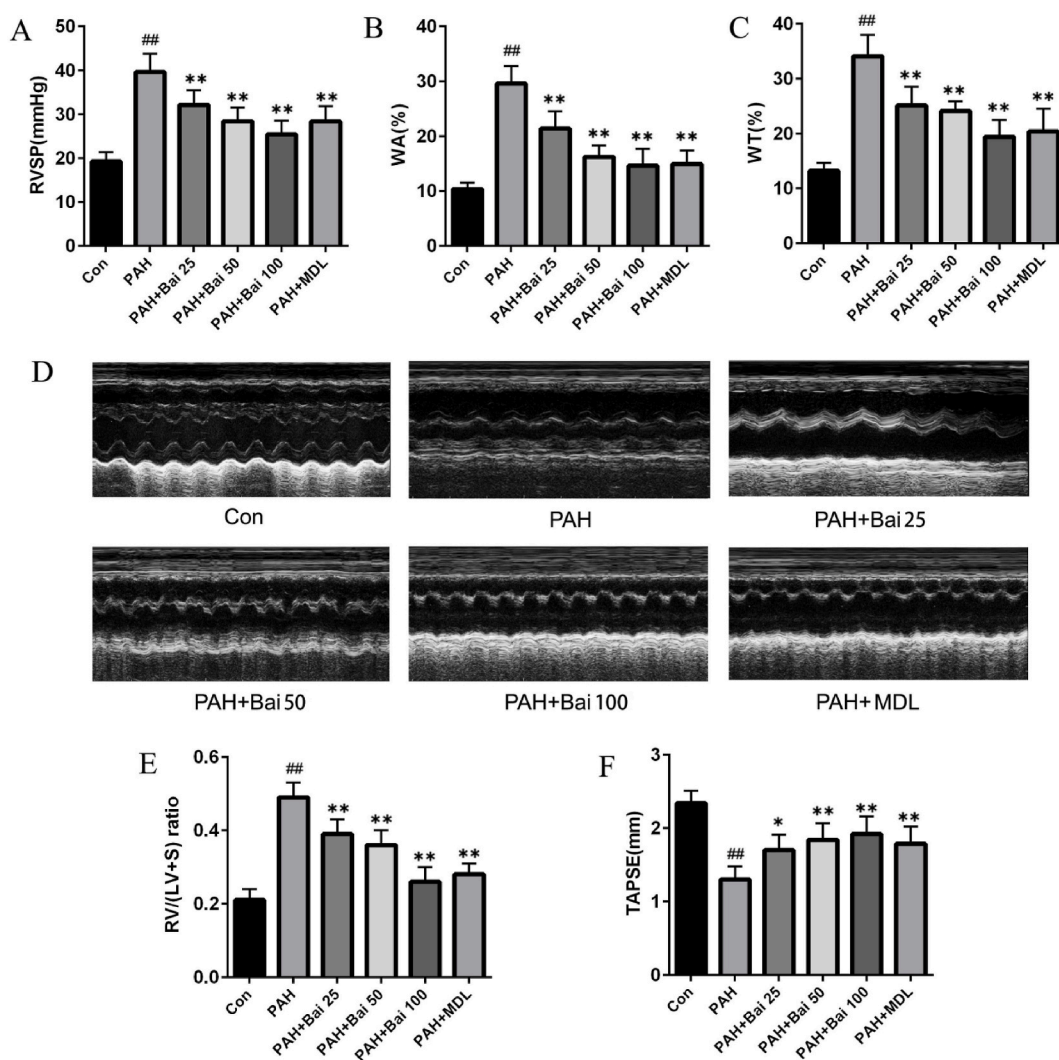 A
RVSP(mmHg)
50
40
30
20
10
0
##
**
**
**
**
Con
PAH
PAH+Bai 25
PAH+Bai 50
PAH+Bai 100
PAH+MDL
B
WA(%)
40
30
20
10
0
##
**
**
**
**
Con
PAH
PAH+Bai 25
PAH+Bai 50
PAH+Bai 100
PAH+MDL
C
WT(%)
40
30
20
10
0
##
**
**
**
**
Con
PAH
PAH+Bai 25
PAH+Bai 50
PAH+Bai 100
PAH+MDL
D
Con
PAH
PAH+Bai 25
PAH+Bai 50
PAH+Bai 100
PAH+MDL
E
RV/(LV+S) ratio
0.6
0.4
0.2
0.0
##
**
**
**
**
Con
PAH
PAH+Bai 25
PAH+Bai 50
PAH+Bai 100
PAH+MDL
F
TAPSE(mm)
3
2
1
0
##
*
**
**
**
Con
PAH
PAH+Bai 25
PAH+Bai 50
PAH+Bai 100
PAH+MDL